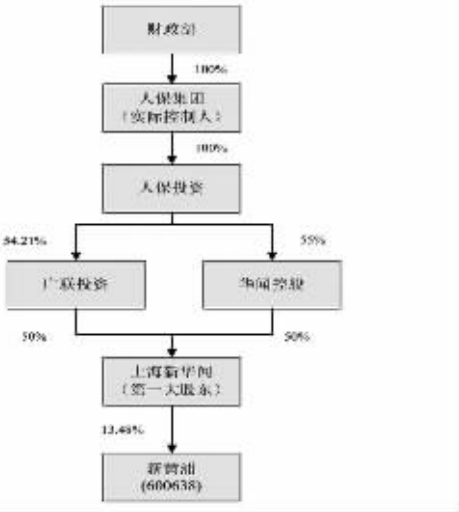 财政部
100%
人保集团
（实际控制人）
100%
人保投资
54.21%
55%
广联投资
华闻控股
50%
50%
上海新华闻
（第一大股东）
13.48%
新黄浦
(600638)